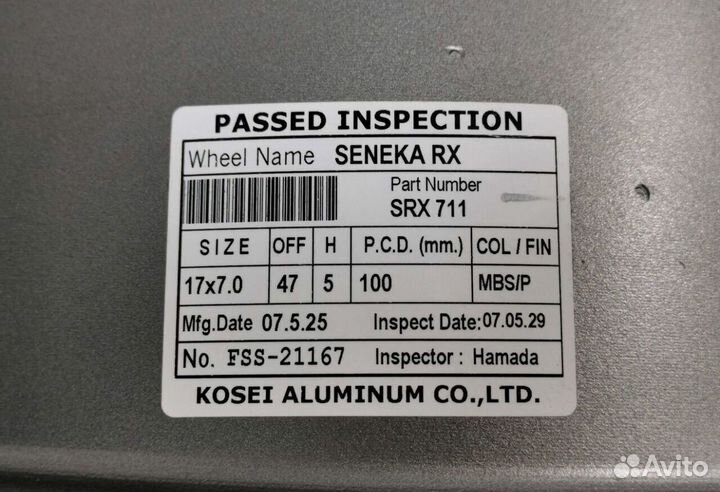 PASSED INSPECTION
Wheel Name SENEKA RX
Part Number
SRX 711
SIZE OFF H P.C.D. (mm.) COL / FIN
17x7.0 47 5 100 MBS/P
Mfg.Date 07.5.25 Inspect Date:07.05.29
No. FSS-21167 Inspector : Hamada
KOSEI ALUMINUM CO.,LTD.
Avito